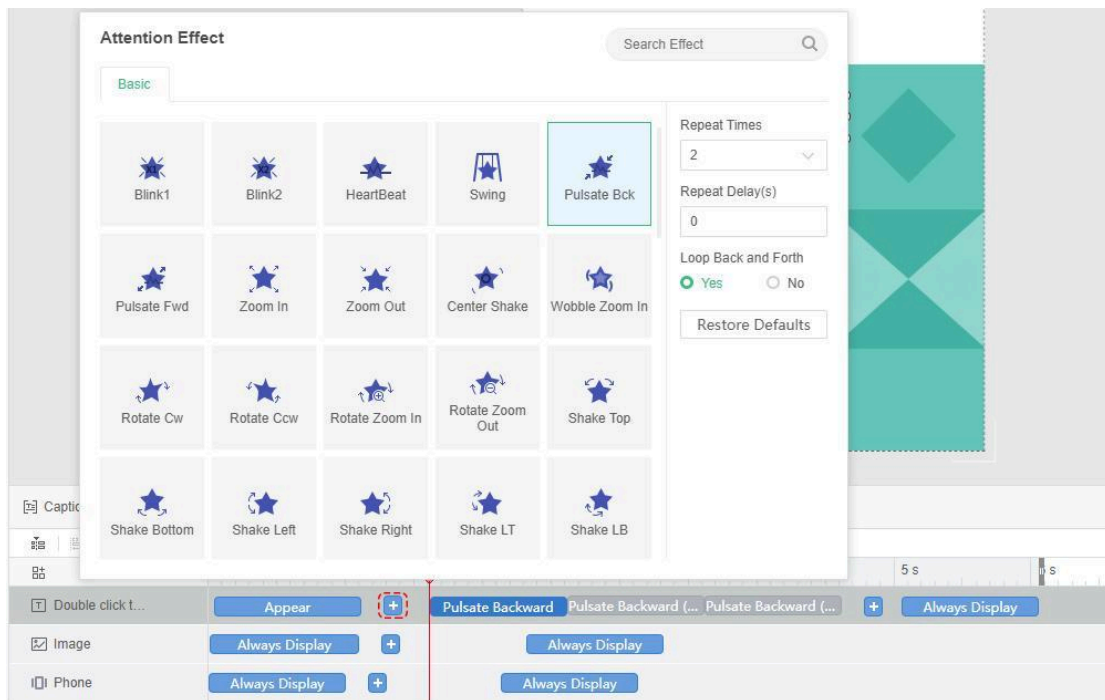 Attention Effect
Search Effect
Basic
Blink1
Blink2
HeartBeat
Swing
Pulsate Bck
Pulsate Fwd
Zoom In
Zoom Out
Center Shake
Wobble Zoom In
Rotate Cw
Rotate Ccw
Rotate Zoom In
Rotate Zoom
Out
Shake Top
Shake Bottom
Shake Left
Shake Right
Shake LT
Shake LB
Repeat Times
2
Repeat Delay(s)
0
Loop Back and Forth
Yes No
Restore Defaults
Captio
5 s
s
Double click t...
Appear
Pulsate Backward
Pulsate Backward (...
Pulsate Backward (...
Always Display
Image
Always Display
Always Display
Phone
Always Display
Always Display